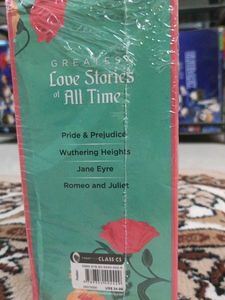 GREATEST
Love Stories
of All Time
Pride & Prejudice
Wuthering Heights
Jane Eyre
Romeo and Juliet
CLASSICS